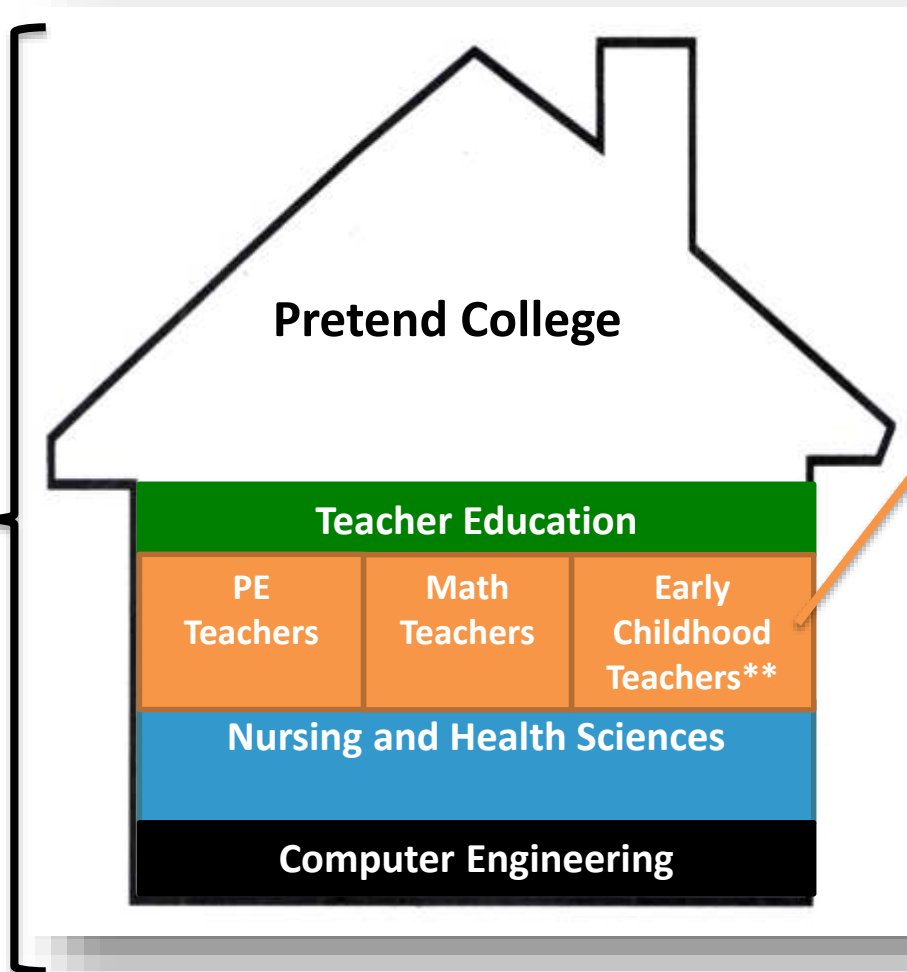 Pretend College
Teacher Education
PE
Teachers
Math
Teachers
Early
Childhood
Teachers**
Nursing and Health Sciences
Computer Engineering